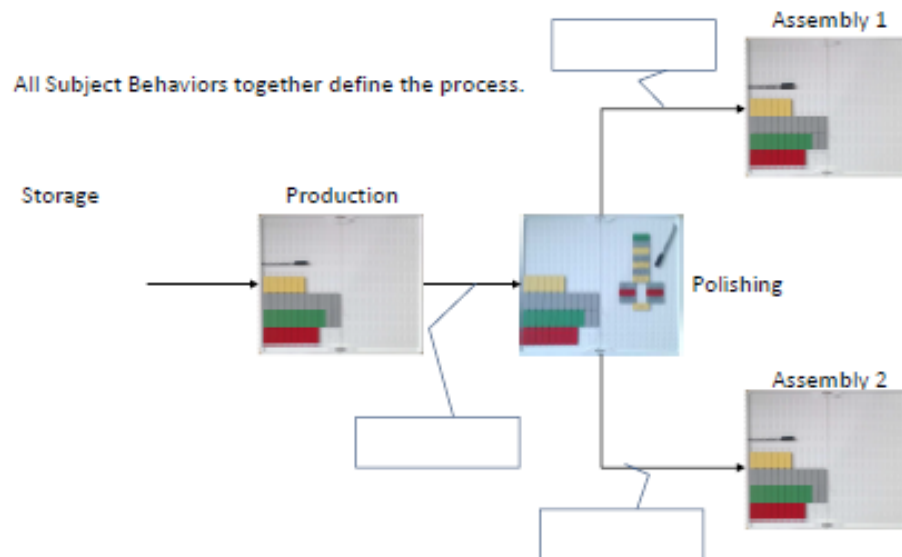 Assembly 1
All Subject Behaviors together define the process.
Storage
Production
Polishing
Assembly 2